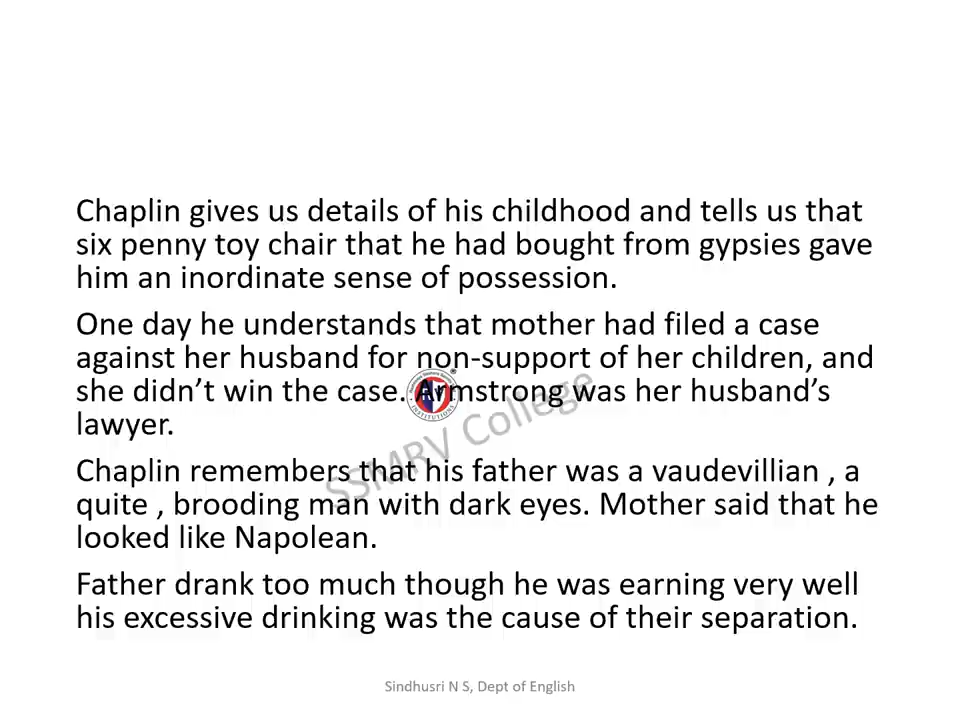 Chaplin gives us details of his childhood and tells us that
six penny toy chair that he had bought from gypsies gave
him an inordinate sense of possession.
One day he understands that mother had filed a case
against her husband for non-support of her children, and
she didn’t win the case. Armstrong was her husband’s
lawyer.
Chaplin remembers that his father was a vaudevillian , a
quite , brooding man with dark eyes. Mother said that he
looked like Napolean.
Father drank too much though he was earning very well
his excessive drinking was the cause of their separation.
SSMRV College
INSTITUTIONS
Sindhusri N S, Dept of English